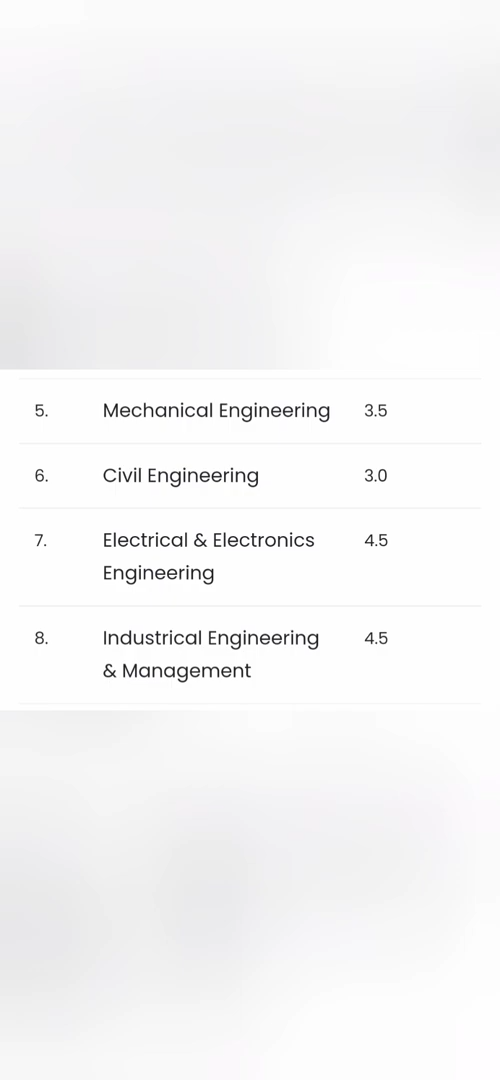 5. Mechanical Engineering 3.5
6. Civil Engineering 3.0
7. Electrical & Electronics 4.5
Engineering
8. Industrical Engineering 4.5
& Management